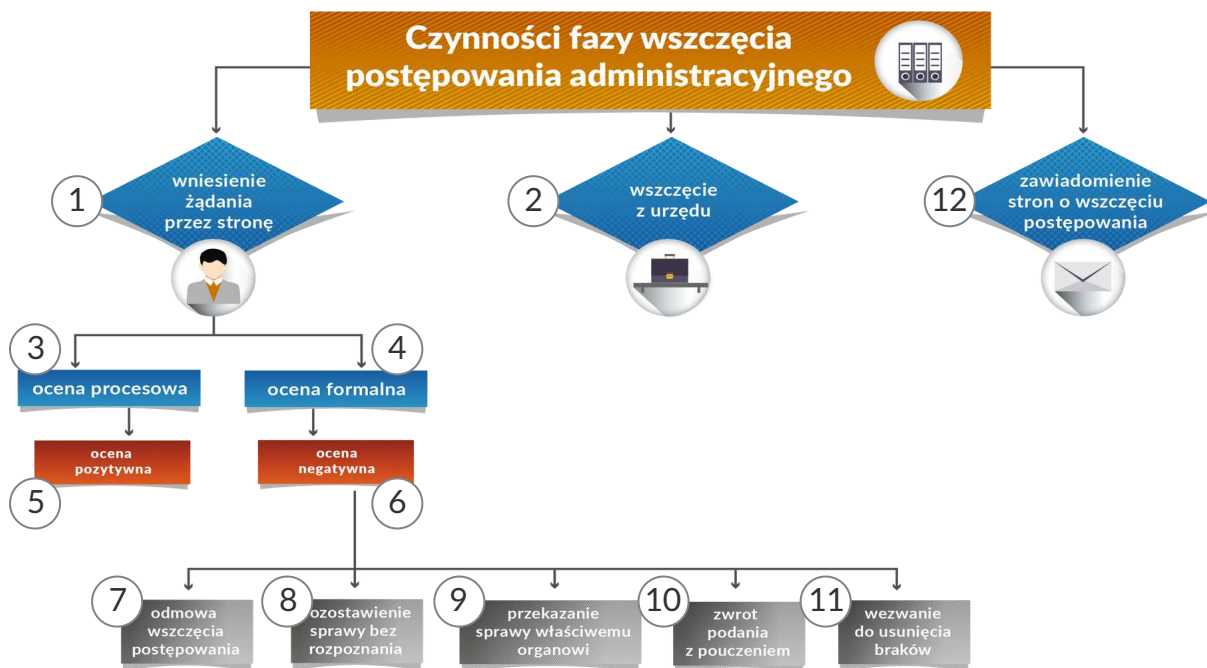 Czynności fazy wszczęcia
postępowania administracyjnego
1
wniesienie
żądania
przez stronę
2
wszczęcie
z urzędu
12
zawiadomienie
stron o wszczęciu
postępowania
3
ocena procesowa
4
ocena formalna
5
ocena
pozytywna
6
ocena
negatywna
7
odmowa
wszczęcia
postępowania
8
ozostawienie
sprawy bez
rozpoznania
9
przekazanie
sprawy właściwemu
organowi
10
zwrot
podania
z pouczeniem
11
wezwanie
do usunięcia
braków